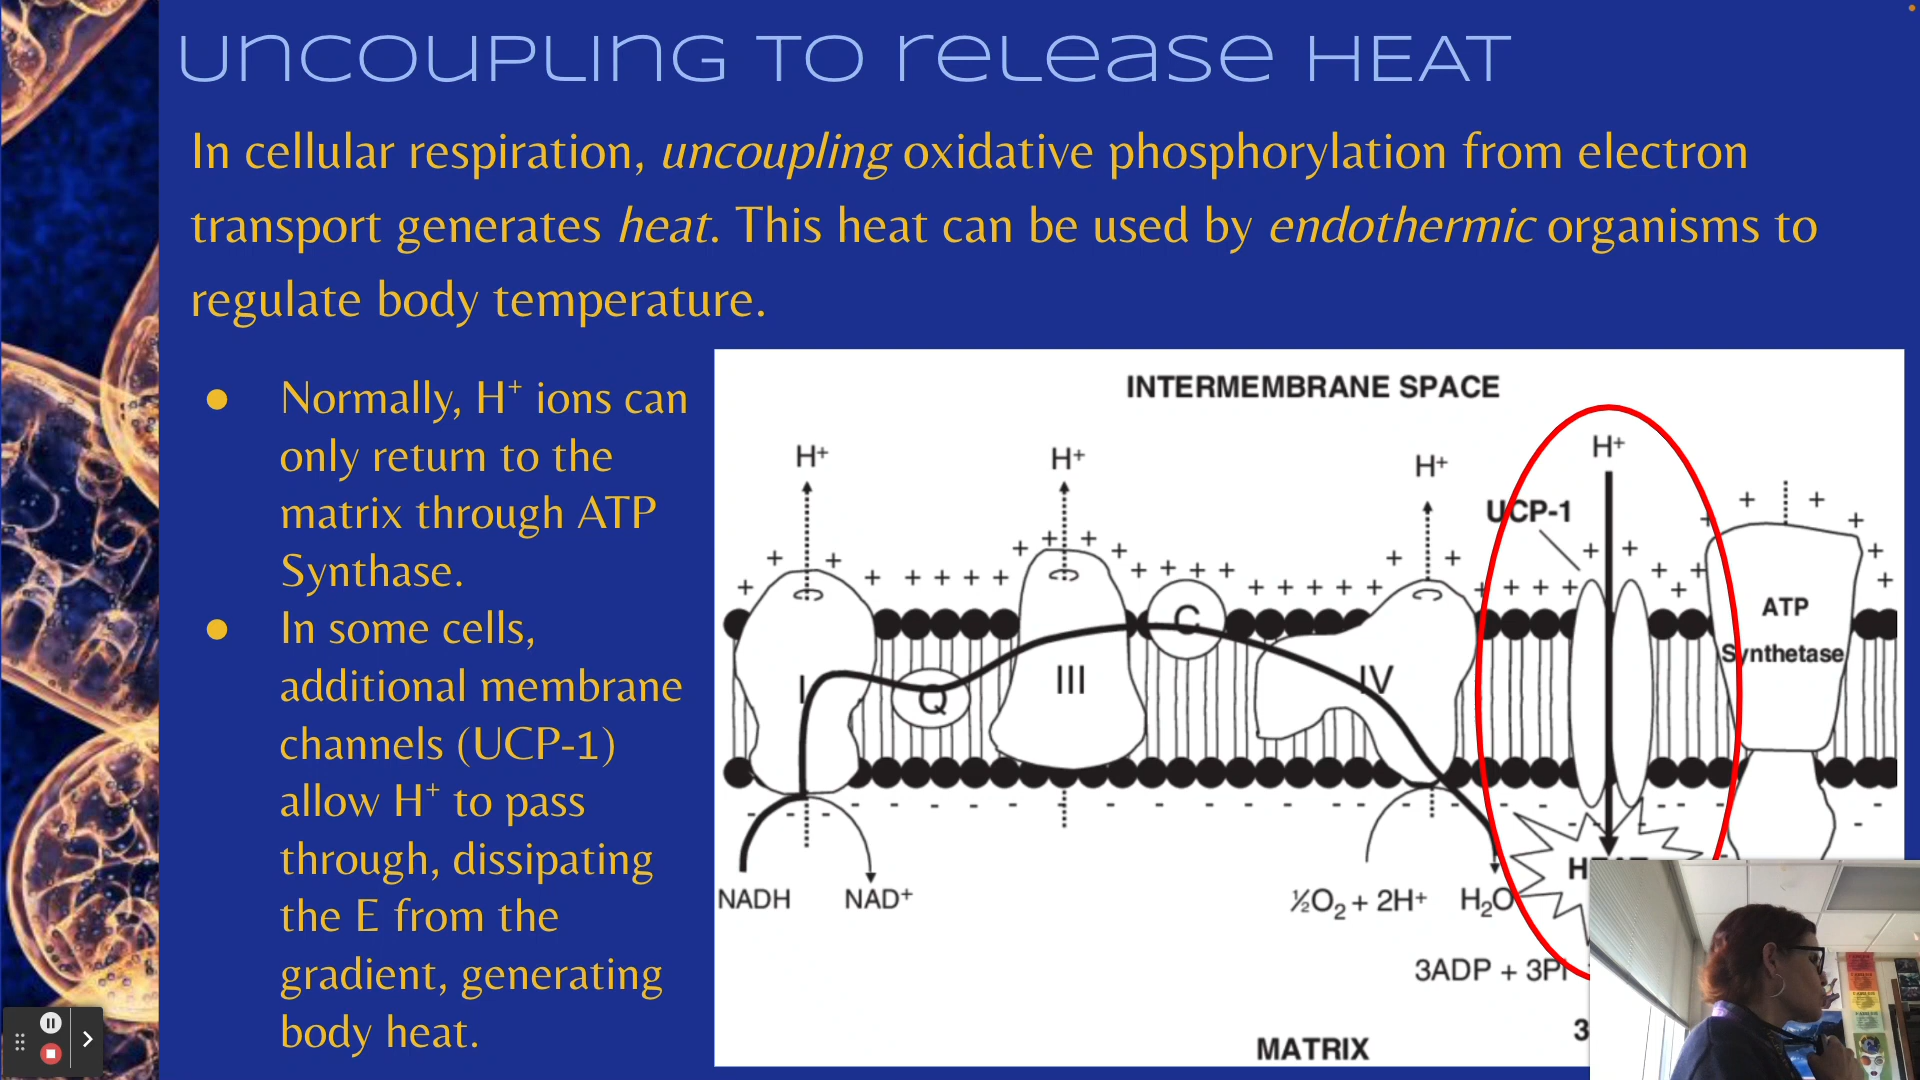 UNCOUPLING TO RELEASE HEAT
In cellular respiration, uncoupling oxidative phosphorylation from electron
transport generates heat. This heat can be used by endothermic organisms to
regulate body temperature.
● Normally, H⁺ ions can
only return to the
matrix through ATP
Synthase.
● In some cells,
additional membrane
channels (UCP-1)
allow H⁺ to pass
through, dissipating
the E from the
gradient, generating
body heat.
INTERMEMBRANE SPACE
H⁺ H⁺ H⁺ H⁺
UCP-1
C
ATP
Synthetase
I Q III IV
NADH NAD⁺ ½O₂ + 2H⁺ H₂O
3ADP + 3Pi
3
MATRIX